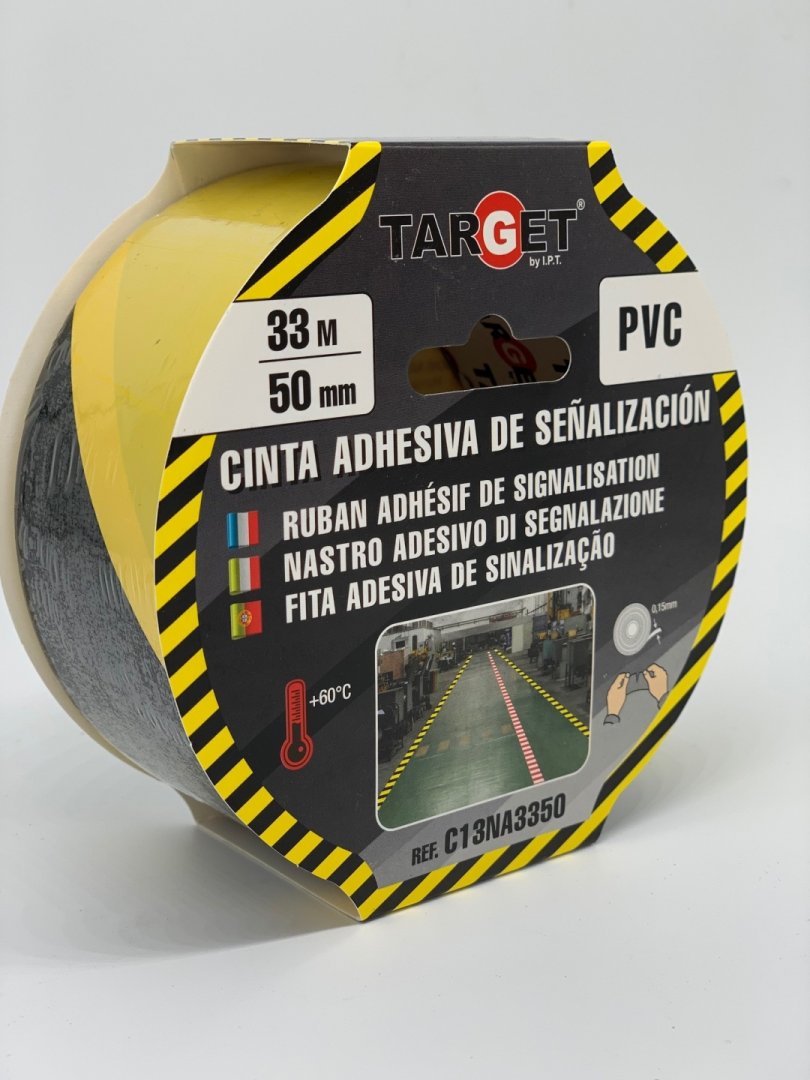 TARGET®
by I.P.T.
33 M
50 mm
PVC
CINTA ADHESIVA DE SEÑALIZACIÓN
RUBAN ADHÉSIF DE SIGNALISATION
NASTRO ADESIVO DI SEGNALAZIONE
FITA ADESIVA DE SINALIZAÇÃO
0,15mm
+60°C
REF. C13NA3350